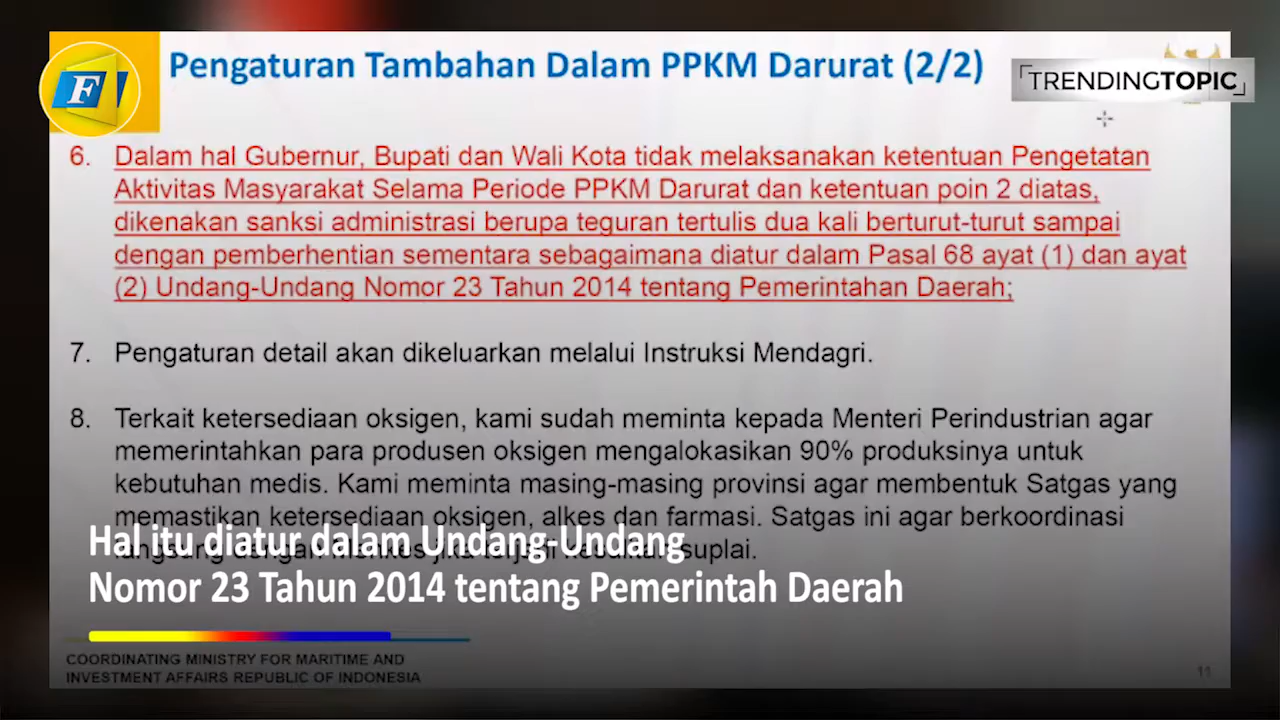 Pengaturan Tambahan Dalam PPKM Darurat (2/2)
F
TRENDINGTOPIC
6. Dalam hal Gubernur, Bupati dan Wali Kota tidak melaksanakan ketentuan Pengetatan
Aktivitas Masyarakat Selama Periode PPKM Darurat dan ketentuan poin 2 diatas,
dikenakan sanksi administrasi berupa teguran tertulis dua kali berturut-turut sampai
dengan pemberhentian sementara sebagaimana diatur dalam Pasal 68 ayat (1) dan ayat
(2) Undang-Undang Nomor 23 Tahun 2014 tentang Pemerintahan Daerah;
7. Pengaturan detail akan dikeluarkan melalui Instruksi Mendagri.
8. Terkait ketersediaan oksigen, kami sudah meminta kepada Menteri Perindustrian agar
memerintahkan para produsen oksigen mengalokasikan 90% produksinya untuk
kebutuhan medis. Kami meminta masing-masing provinsi agar membentuk Satgas yang
memastikan ketersediaan oksigen, alkes dan farmasi. Satgas ini agar berkoordinasi
suplai.
Hal itu diatur dalam Undang-Undang
Nomor 23 Tahun 2014 tentang Pemerintah Daerah
COORDINATING MINISTRY FOR MARITIME AND
INVESTMENT AFFAIRS REPUBLIC OF INDONESIA
11